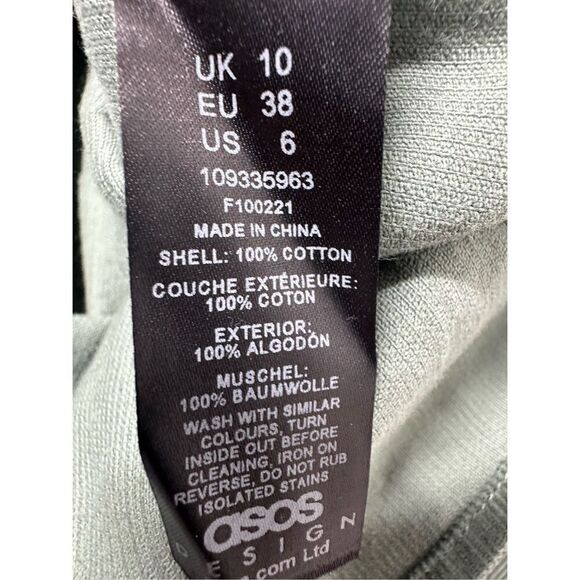 UK 10
EU 38
US 6
109335963
F100221
MADE IN CHINA
SHELL: 100% COTTON
COUCHE EXTÉRIEURE:
100% COTON
EXTERIOR:
100% ALGODÓN
MUSCHEL:
100% BAUMWOLLE
WASH WITH SIMILAR
COLOURS, TURN
INSIDE OUT BEFORE
CLEANING, IRON ON
REVERSE, DO NOT RUB
ISOLATED STAINS
asos
DESIGN
.com Ltd